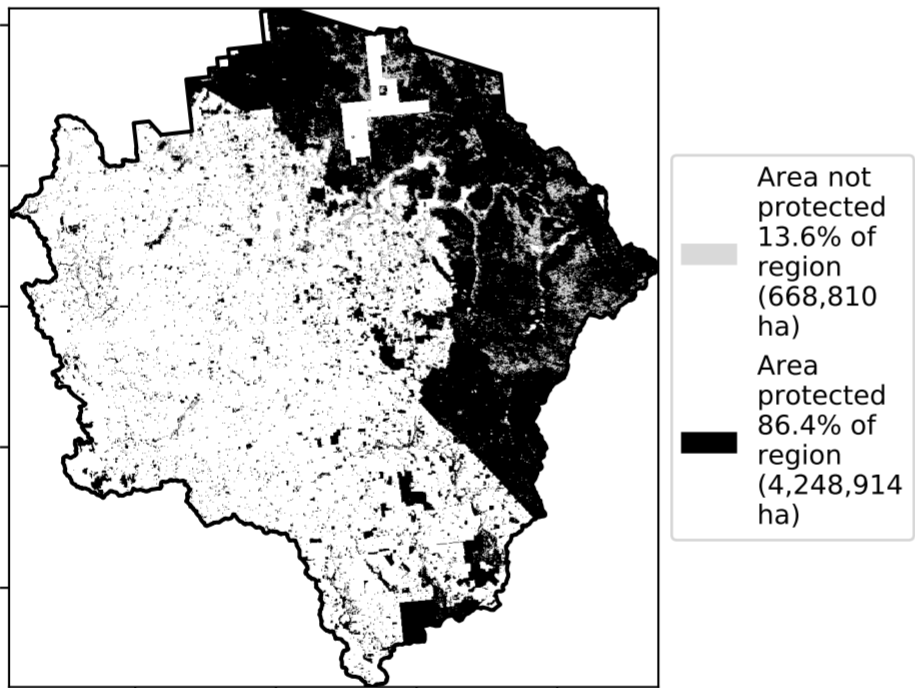 Area not
protected
13.6% of
region
(668,810
ha)
Area
protected
86.4% of
region
(4,248,914
ha)